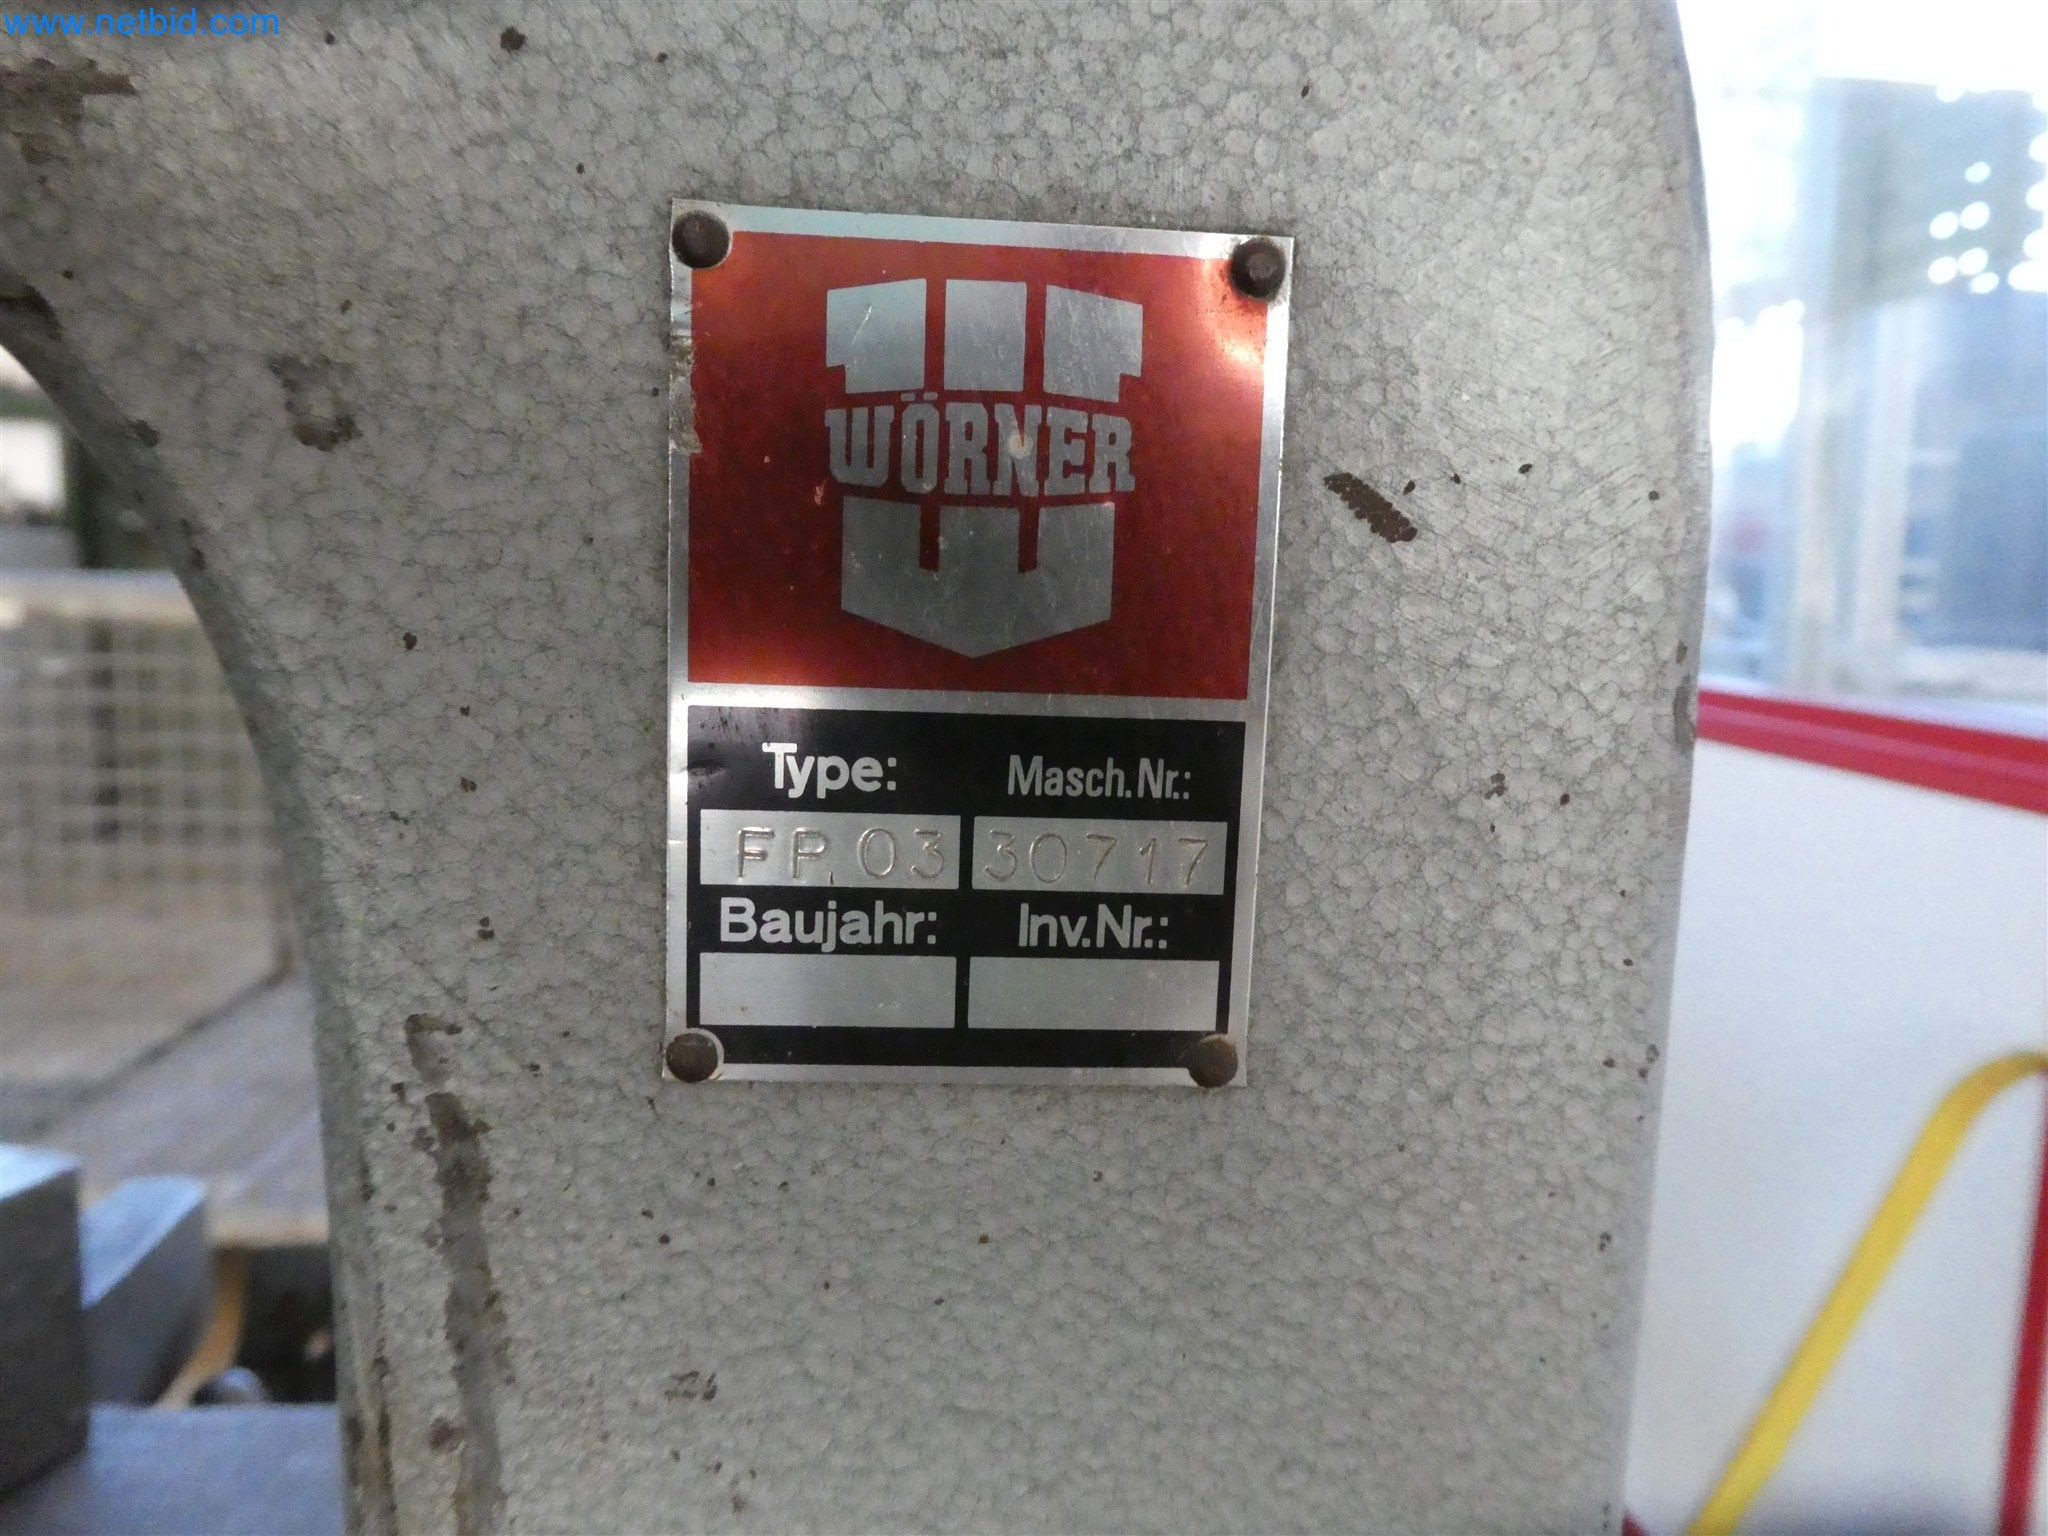 www.netbid.com
WÖRNER
Type: Masch.Nr.:
FP.03 30717
Baujahr: Inv.Nr.: